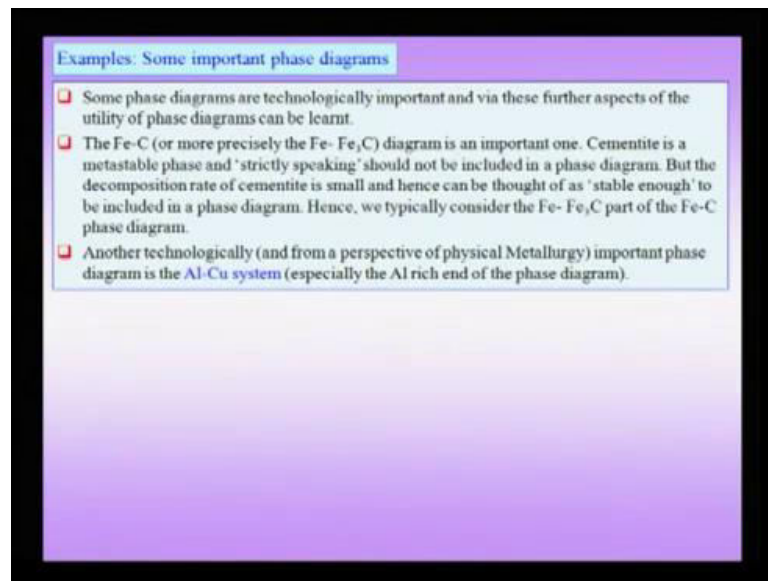 Examples: Some important phase diagrams
❑ Some phase diagrams are technologically important and via these further aspects of the
utility of phase diagrams can be learnt.
❑ The Fe-C (or more precisely the Fe- Fe₃C) diagram is an important one. Cementite is a
metastable phase and ‘strictly speaking’ should not be included in a phase diagram. But the
decomposition rate of cementite is small and hence can be thought of as ‘stable enough’ to
be included in a phase diagram. Hence, we typically consider the Fe- Fe₃C part of the Fe-C
phase diagram.
❑ Another technologically (and from a perspective of physical Metallurgy) important phase
diagram is the Al-Cu system (especially the Al rich end of the phase diagram).